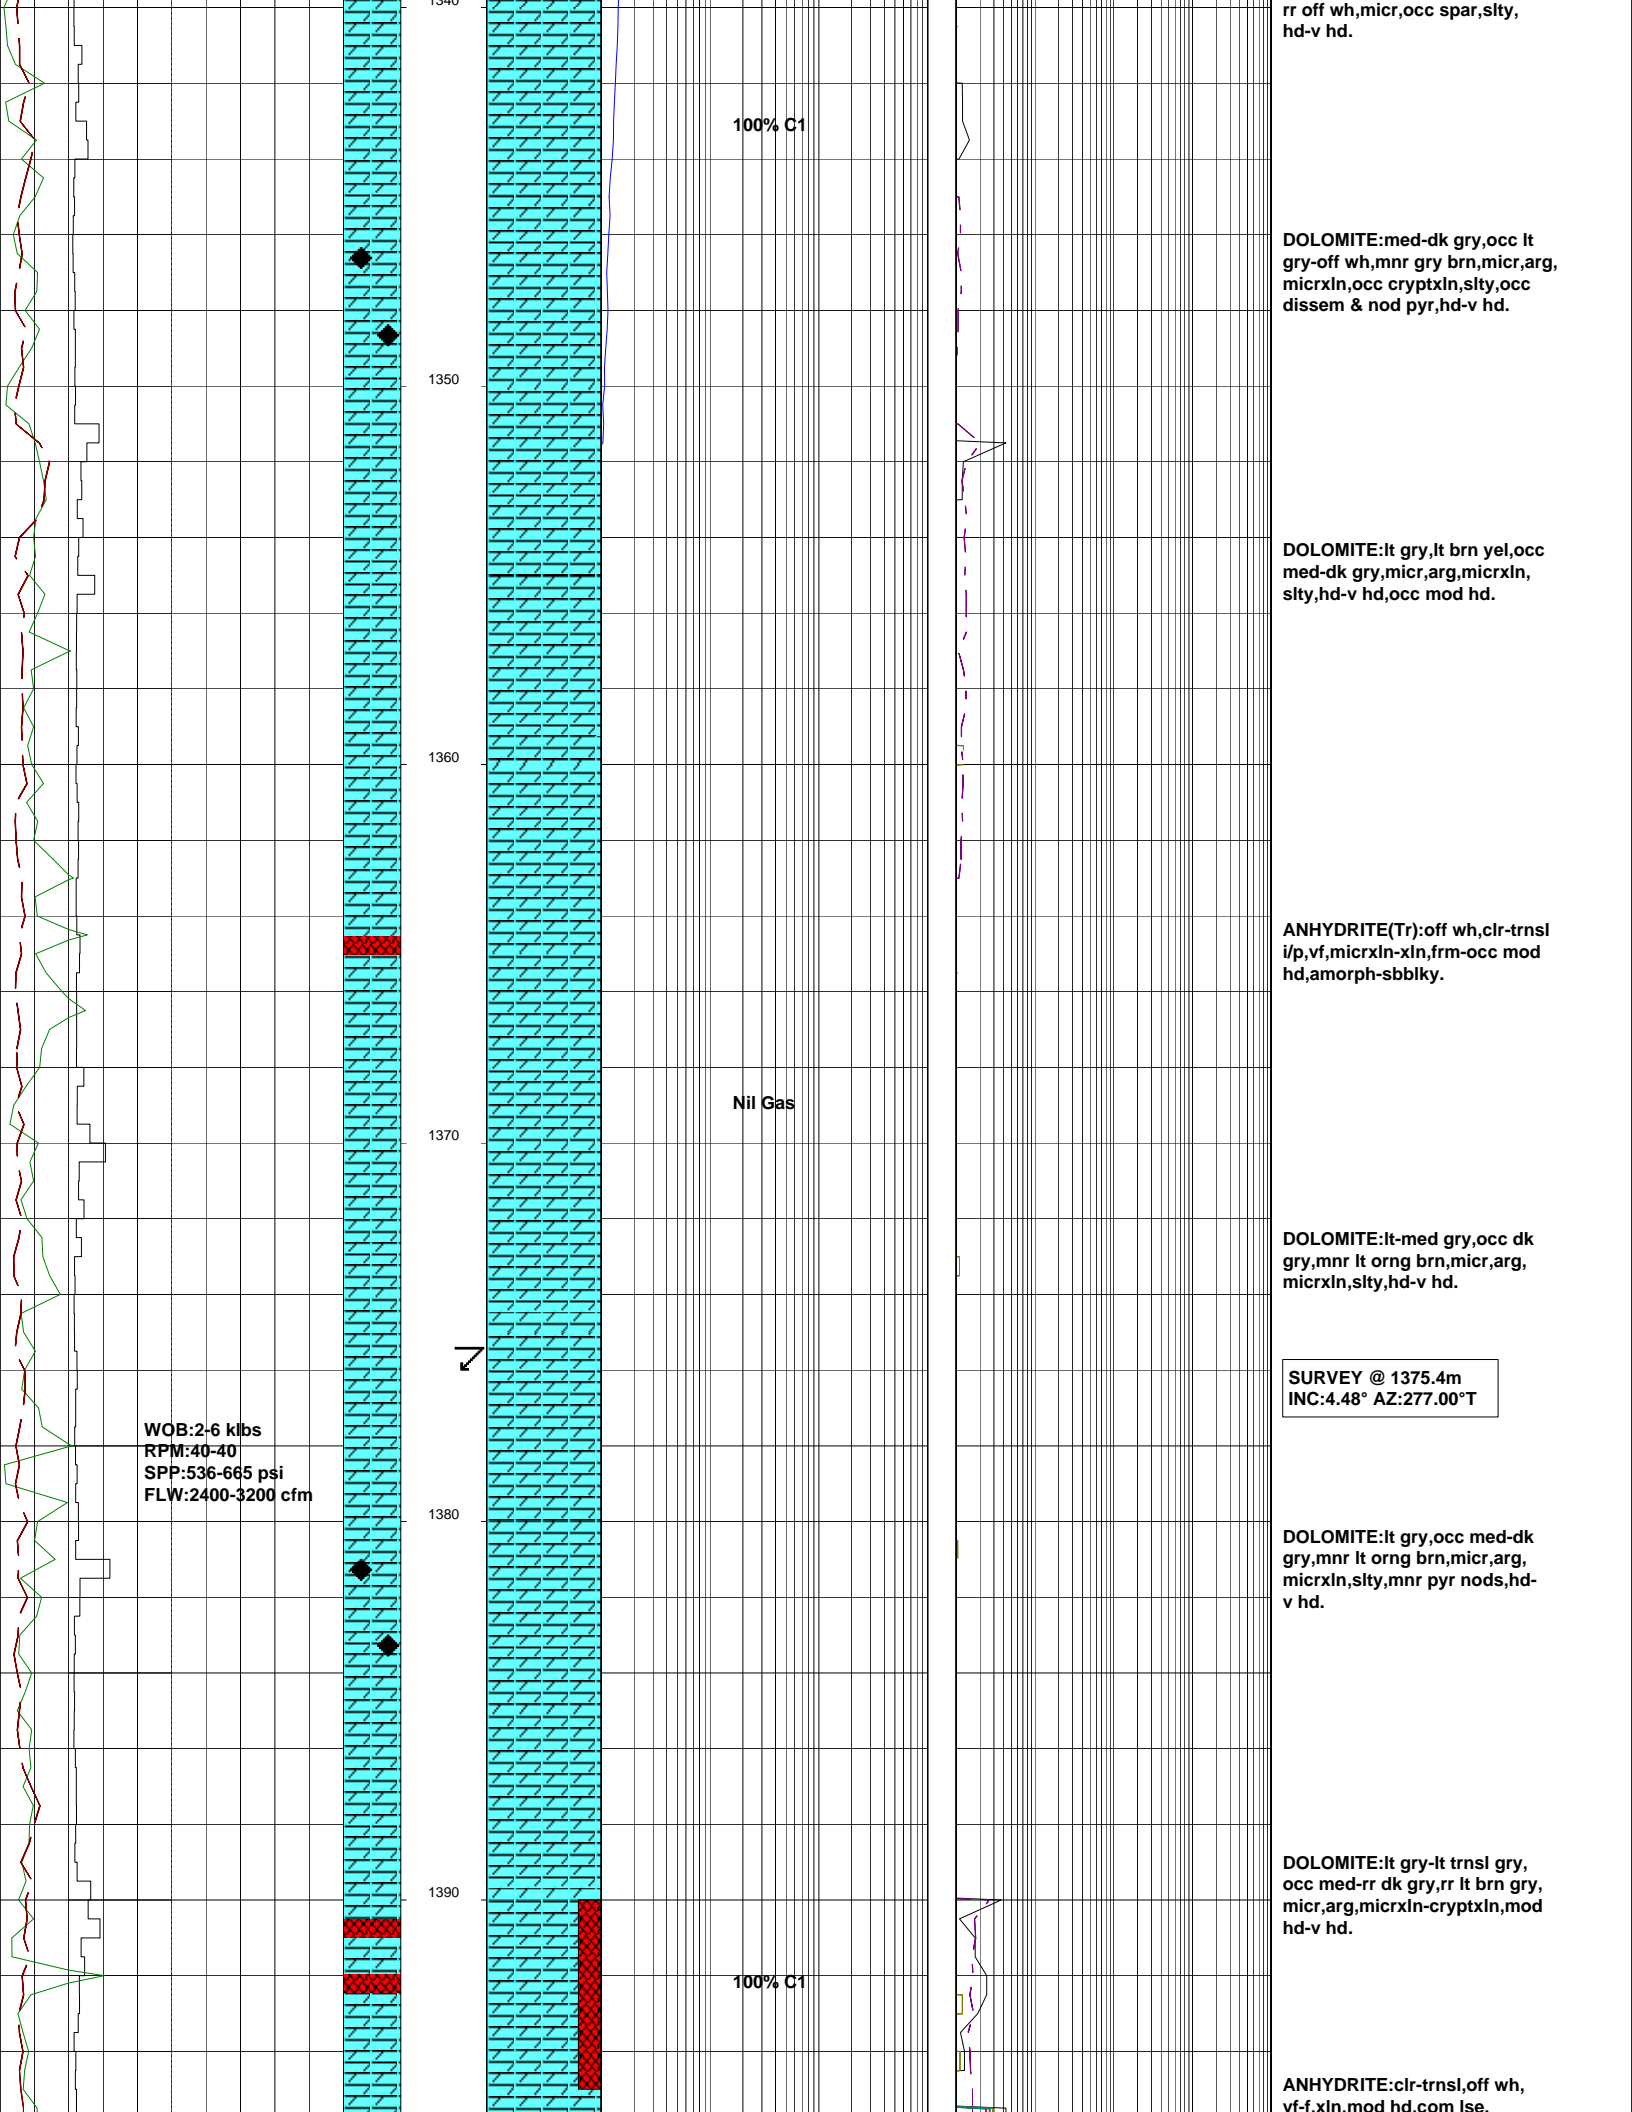 1340
rr off wh,micr,occ spar,slty,
hd-v hd.
100% C1
DOLOMITE:med-dk gry,occ lt
gry-off wh,mnr gry brn,micr,arg,
micrxln,occ cryptxln,slty,occ
dissem & nod pyr,hd-v hd.
1350
DOLOMITE:lt gry,lt brn yel,occ
med-dk gry,micr,arg,micrxln,
slty,hd-v hd,occ mod hd.
1360
ANHYDRITE(Tr):off wh,clr-trnsl
i/p,vf,micrxln-xln,frm-occ mod
hd,amorph-sbblky.
Nil Gas
1370
DOLOMITE:lt-med gry,occ dk
gry,mnr lt orng brn,micr,arg,
micrxln,slty,hd-v hd.
SURVEY @ 1375.4m
INC:4.48° AZ:277.00°T
WOB:2-6 klbs
RPM:40-40
SPP:536-665 psi
FLW:2400-3200 cfm
1380
DOLOMITE:lt gry,occ med-dk
gry,mnr lt orng brn,micr,arg,
micrxln,slty,mnr pyr nods,hd-
v hd.
DOLOMITE:lt gry-lt trnsl gry,
occ med-rr dk gry,rr lt brn gry,
micr,arg,micrxln-cryptxln,mod
hd-v hd.
1390
100% C1
ANHYDRITE:clr-trnsl,off wh,
vf-f,xln,mod hd,com lse.